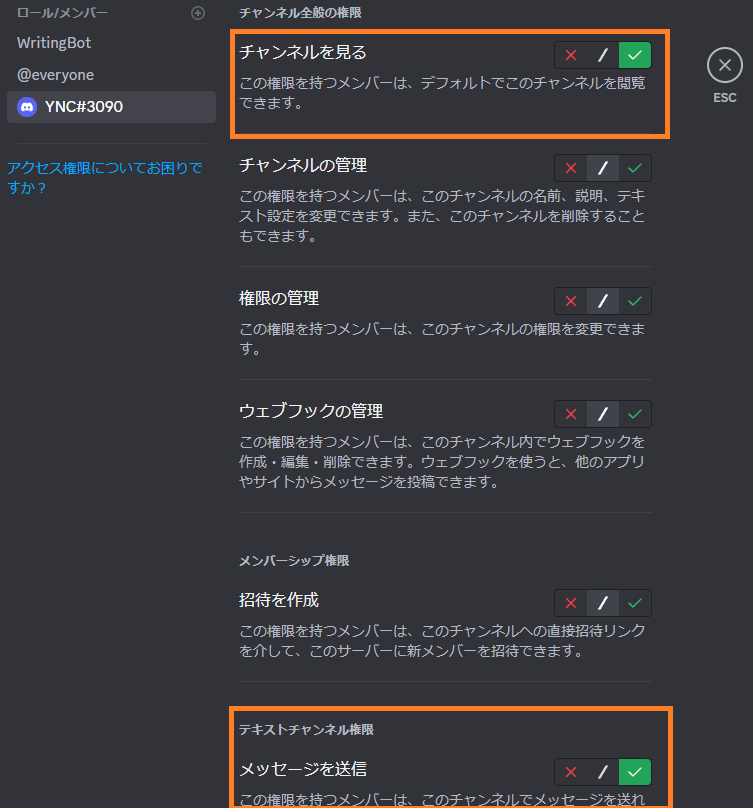 ロール/メンバー
WritingBot
@everyone
YNC#3090
アクセス権限についてお困りで
すか？
チャンネル全般の権限
チャンネルを見る
この権限を持つメンバーは、デフォルトでこのチャンネルを閲覧
できます。
ESC
チャンネルの管理
この権限を持つメンバーは、このチャンネルの名前、説明、テキ
スト設定を変更できます。また、このチャンネルを削除すること
もできます。
権限の管理
この権限を持つメンバーは、このチャンネルの権限を変更できま
す。
ウェブフックの管理
この権限を持つメンバーは、このチャンネル内でウェブフックを
作成・編集・削除できます。ウェブフックを使うと、他のアプリ
やサイトからメッセージを投稿できます。
メンバーシップ権限
招待を作成
この権限を持つメンバーは、このチャンネルへの直接招待リンク
を介して、このサーバーに新メンバーを招待できます。
テキストチャンネル権限
メッセージを送信
この権限を持つメンバーは、このチャンネルでメッセージを送れ